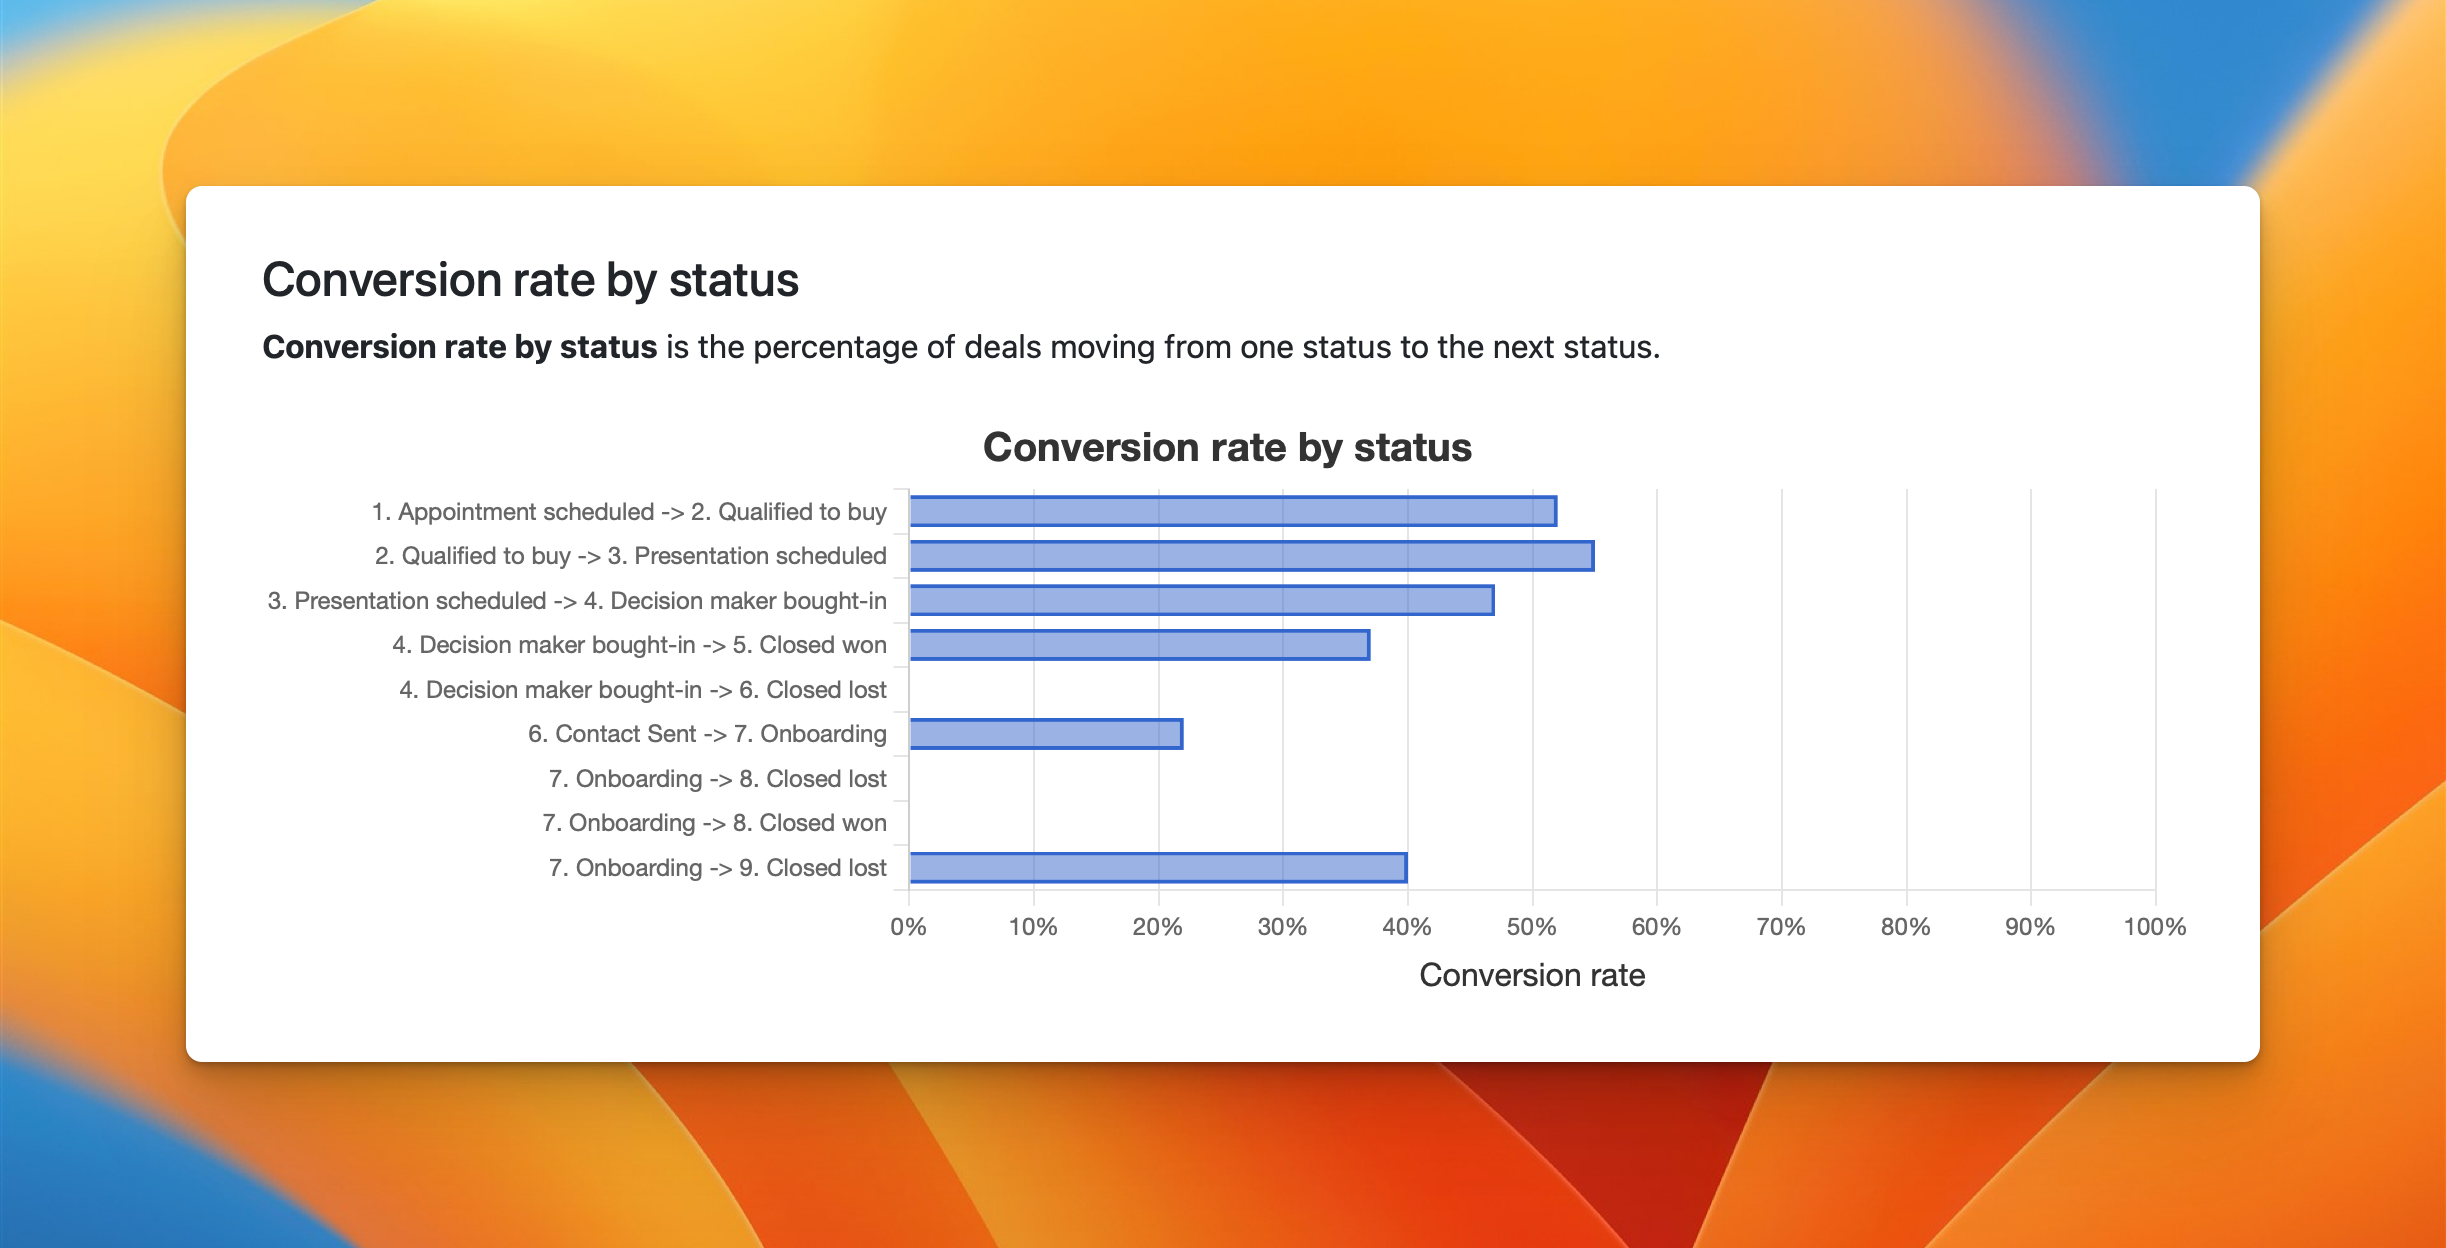 Conversion rate by status
Conversion rate by status is the percentage of deals moving from one status to the next status.
Conversion rate by status
1. Appointment scheduled -> 2. Qualified to buy
2. Qualified to buy -> 3. Presentation scheduled
3. Presentation scheduled -> 4. Decision maker bought-in
4. Decision maker bought-in -> 5. Closed won
4. Decision maker bought-in -> 6. Closed lost
6. Contact Sent -> 7. Onboarding
7. Onboarding -> 8. Closed lost
7. Onboarding -> 8. Closed won
7. Onboarding -> 9. Closed lost
0% 10% 20% 30% 40% 50% 60% 70% 80% 90% 100%
Conversion rate